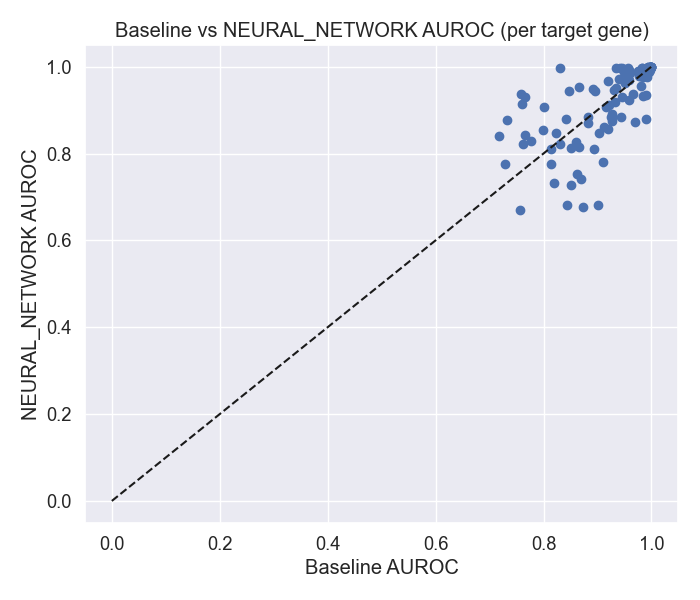 Baseline vs NEURAL_NETWORK AUROC (per target gene)
1.0
0.8
0.6
0.4
0.2
0.0
NEURAL_NETWORK AUROC
0.0 0.2 0.4 0.6 0.8 1.0
Baseline AUROC